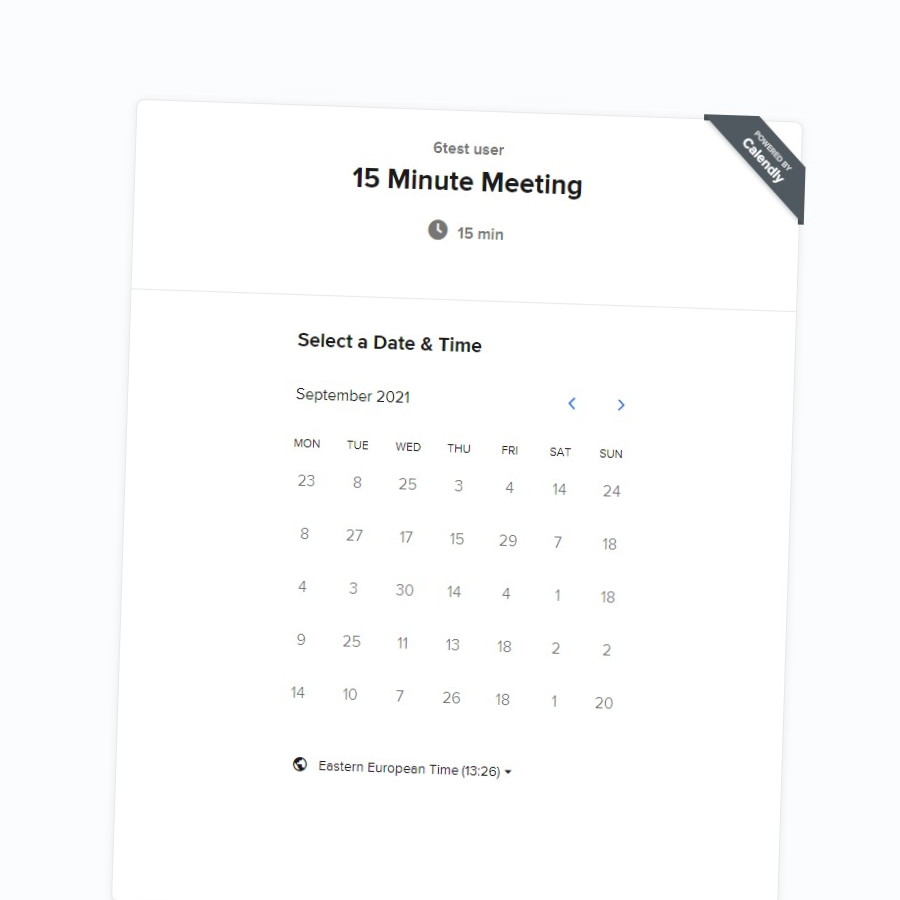 POWERED BY
Calendly
6test user
15 Minute Meeting
15 min
Select a Date & Time
September 2021
MON TUE WED THU FRI SAT SUN
23 8 25 3 4 14 24
8 27 17 15 29 7 18
4 3 30 14 4 1 18
9 25 11 13 18 2 2
14 10 7 26 18 1 20
Eastern European Time (13:26)